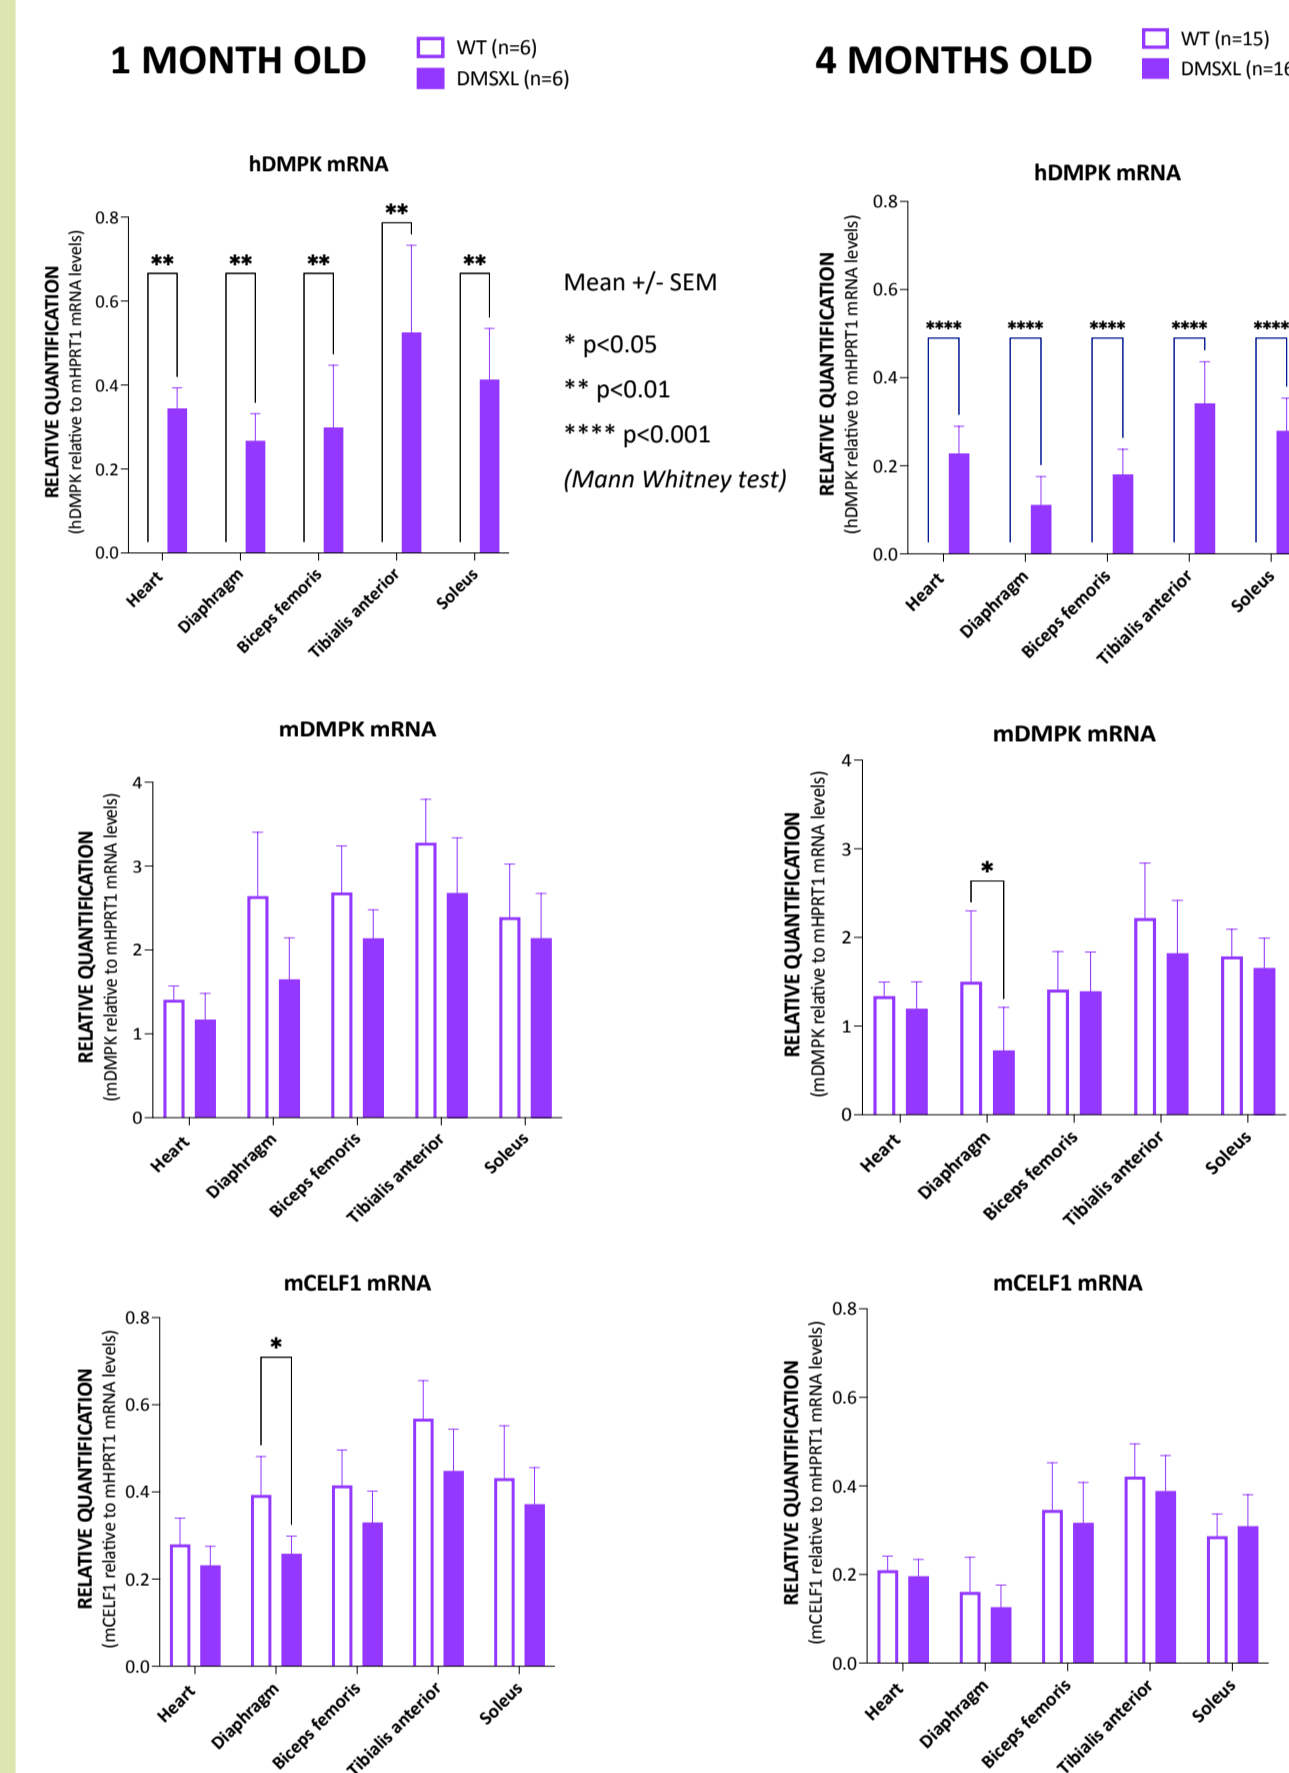 1 MONTH OLD
WT (n=6)
DMSXL (n=6)
4 MONTHS OLD
WT (n=15)
DMSXL (n=16
hDMPK mRNA
RELATIVE QUANTIFICATION
(hDMPK relative to mHPRT1 mRNA levels)
0.8
0.6
0.4
0.2
0.0
**
**
**
**
**
Heart
Diaphragm
Biceps femoris
Tibialis anterior
Soleus
Mean +/- SEM
* p<0.05
** p<0.01
**** p<0.001
(Mann Whitney test)
hDMPK mRNA
RELATIVE QUANTIFICATION
(hDMPK relative to mHPRT1 mRNA levels)
0.8
0.6
0.4
0.2
0.0
****
****
****
****
****
Heart
Diaphragm
Biceps femoris
Tibialis anterior
Soleus
mDMPK mRNA
RELATIVE QUANTIFICATION
(mDMPK relative to mHPRT1 mRNA levels)
4
3
2
1
0
Heart
Diaphragm
Biceps femoris
Tibialis anterior
Soleus
mDMPK mRNA
RELATIVE QUANTIFICATION
(mDMPK relative to mHPRT1 mRNA levels)
4
3
2
1
0
*
Heart
Diaphragm
Biceps femoris
Tibialis anterior
Soleus
mCELF1 mRNA
RELATIVE QUANTIFICATION
(mCELF1 relative to mHPRT1 mRNA levels)
0.8
0.6
0.4
0.2
0.0
*
Heart
Diaphragm
Biceps femoris
Tibialis anterior
Soleus
mCELF1 mRNA
RELATIVE QUANTIFICATION
(mCELF1 relative to mHPRT1 mRNA levels)
0.8
0.6
0.4
0.2
0.0
Heart
Diaphragm
Biceps femoris
Tibialis anterior
Soleus